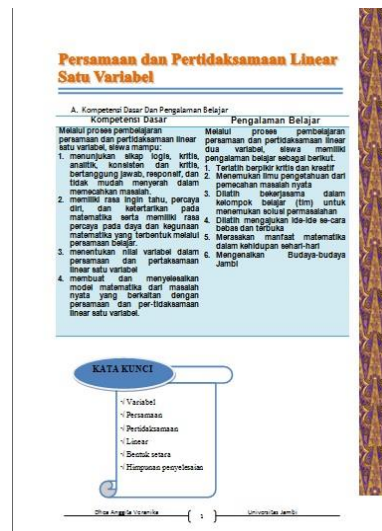 Persamaan dan Pertidaksamaan Linear
Satu Variabel
A. Kompetensi Dasar Dan Pengalaman Belajar
Kompetensi Dasar
Melalui proses pembelajaran
persamaan dan pertidaksamaan linear
satu variabel, siswa mampu:
1. menunjukan sikap logis, kritis,
analitik, konsisten dan kritis,
bertanggung jawab, responsif, dan
tidak mudah menyerah dalam
memecahkan masalah.
2. memiliki rasa ingin tahu, percaya
diri, dan ketertarikan pada
matematika serta memiliki rasa
percaya pada daya dan kegunaan
matematika yang terbentuk melalui
persamaan belajar.
3. menentukan nilai variabel dalam
persamaan dan pertaksamaan
linear satu variabel
4. membuat dan menyelesaikan
model matematika dari masalah
nyata yang berkaitan dengan
persamaan dan per-tidaksamaan
linear satu variabel.
Pengalaman Belajar
Melalui proses pembelajaran
persamaan dan pertidaksamaan linear
dua variabel, siswa memiliki
pengalaman belajar sebagai berikut.
1. Terlatih berpikir kritis dan kreatif
2. Menemukan ilmu pengetahuan dari
pemecahan masalah nyata
3. Dilatih bekerjasama dalam
kelompok belajar (tim) untuk
menemukan solusi permasalahan
4. Dilatih mengajukan ide-ide se-cara
bebas dan terbuka
5. Merasakan manfaat matematika
dalam kehidupan sehari-hari
6. Mengenalkan Budaya-budaya
Jambi
KATA KUNCI
√ Variabel
√ Persamaan
√ Pertidaksamaan
√ Linear
√ Bentuk setara
√ Himpunan penyelesaian
Anggita Voronika
1
Universitas Jambi